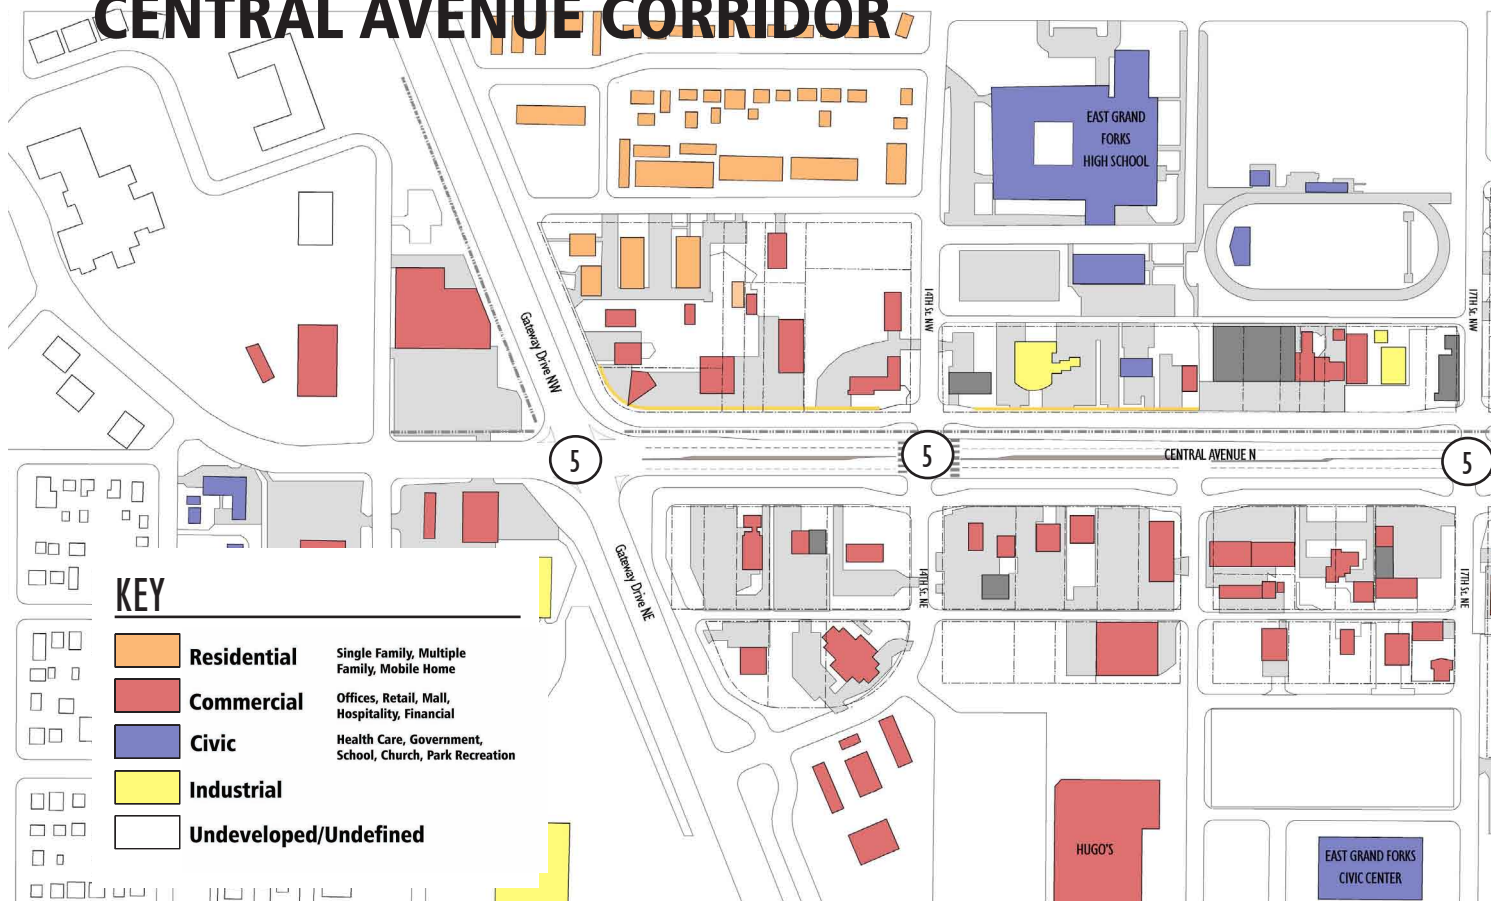 CENTRAL AVENUE CORRIDOR
EAST GRAND
FORKS
HIGH SCHOOL
14TH St. NW
17TH St. NW
Gateway Drive NW
5
5
5
CENTRAL AVENUE N
Gateway Drive NE
14TH St. NE
17TH St. NE
KEY
Residential
Single Family, Multiple
Family, Mobile Home
Commercial
Offices, Retail, Mall,
Hospitality, Financial
Civic
Health Care, Government,
School, Church, Park Recreation
Industrial
Undeveloped/Undefined
HUGO'S
EAST GRAND FORKS
CIVIC CENTER